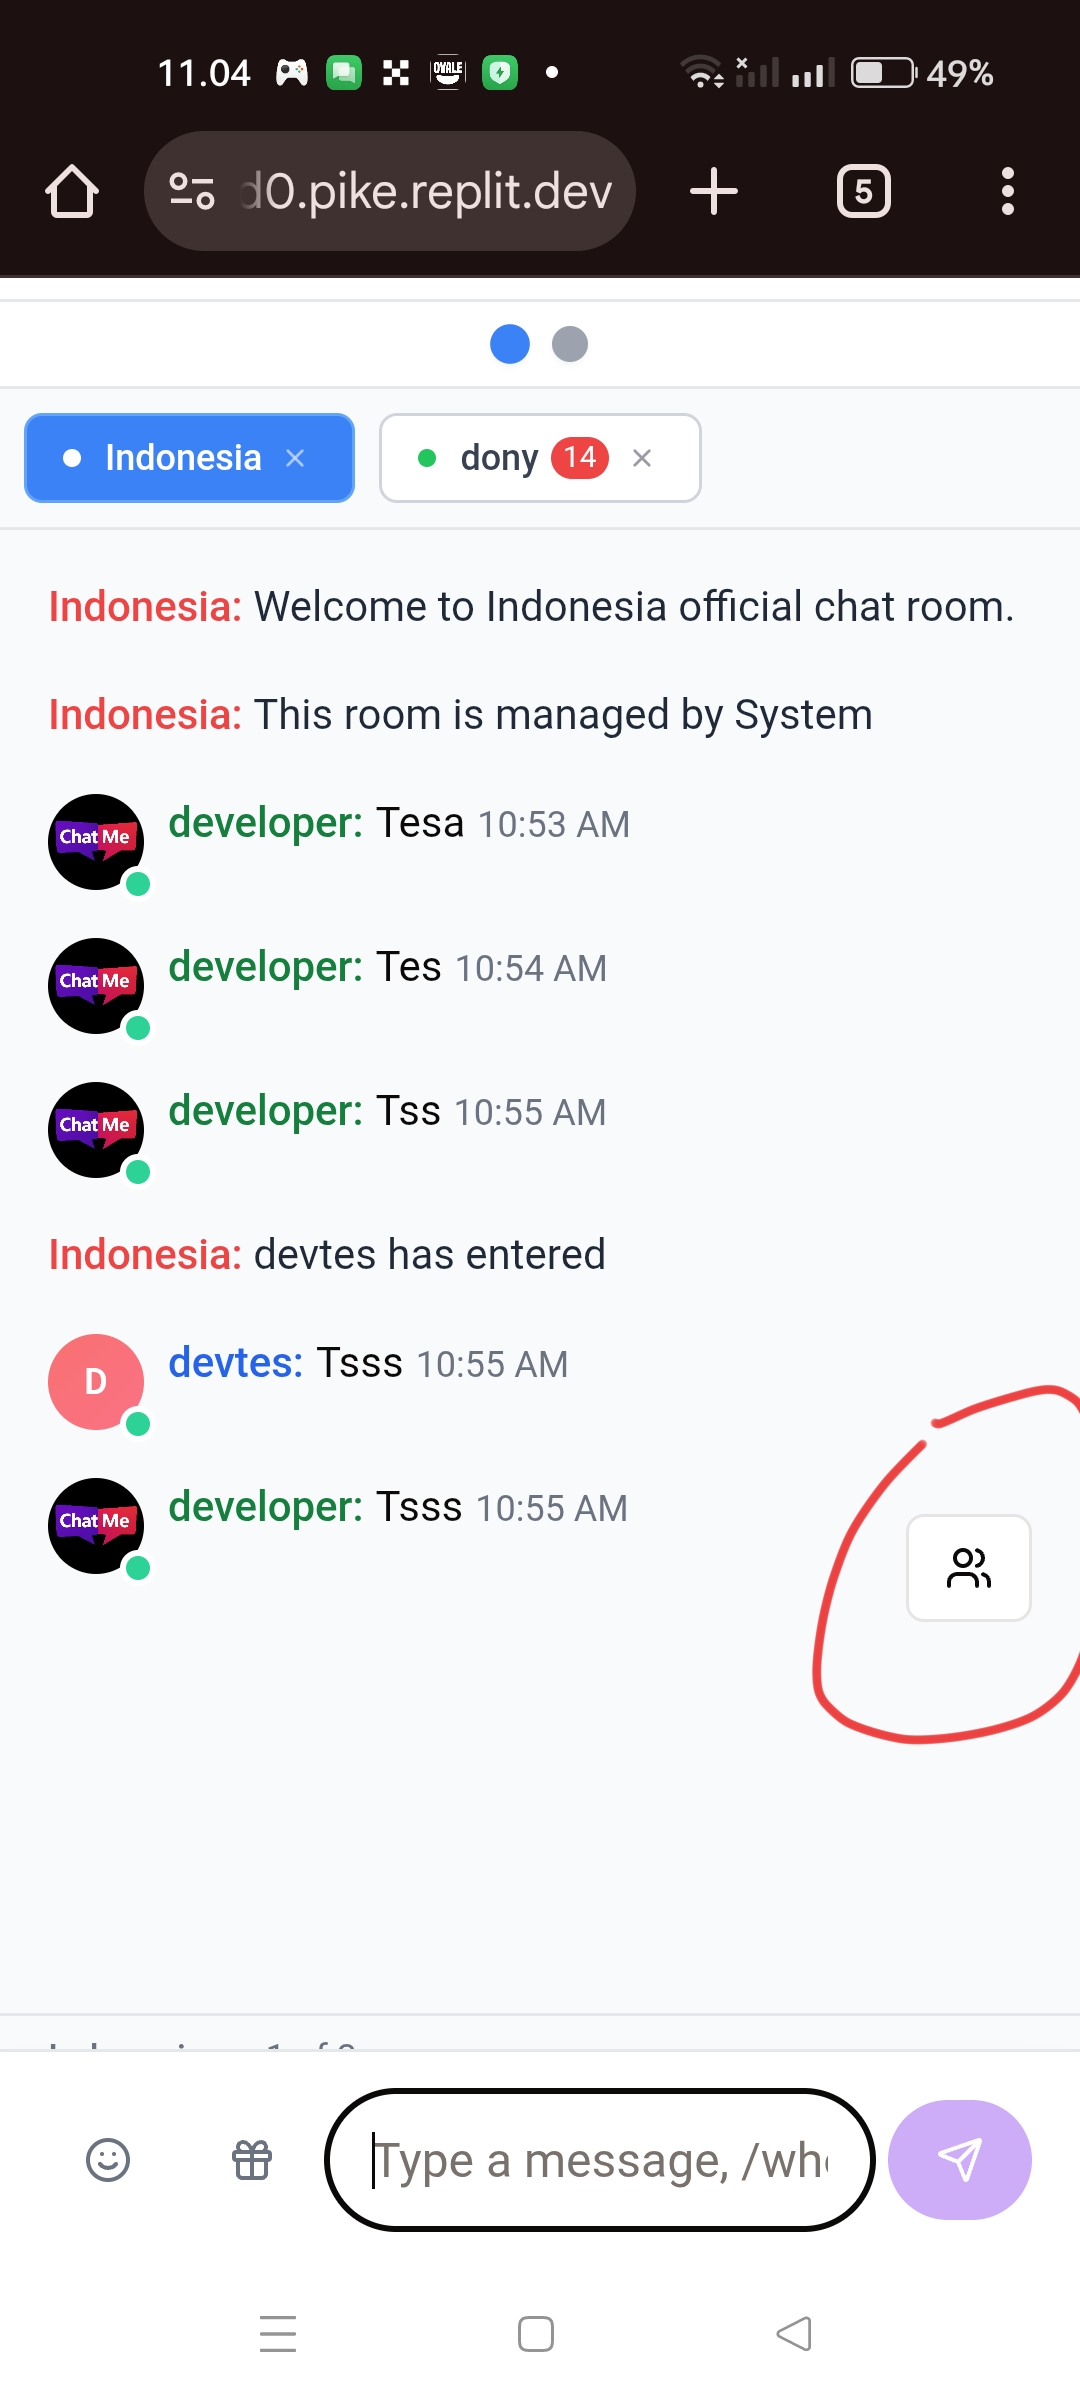 11.04
49%
d0.pike.replit.dev
5
Indonesia
dony 14
Indonesia: Welcome to Indonesia official chat room.
Indonesia: This room is managed by System
Chat Me
developer: Tesa 10:53 AM
Chat Me
developer: Tes 10:54 AM
Chat Me
developer: Tss 10:55 AM
Indonesia: devtes has entered
D
devtes: Tsss 10:55 AM
Chat Me
developer: Tsss 10:55 AM
Type a message, /wh